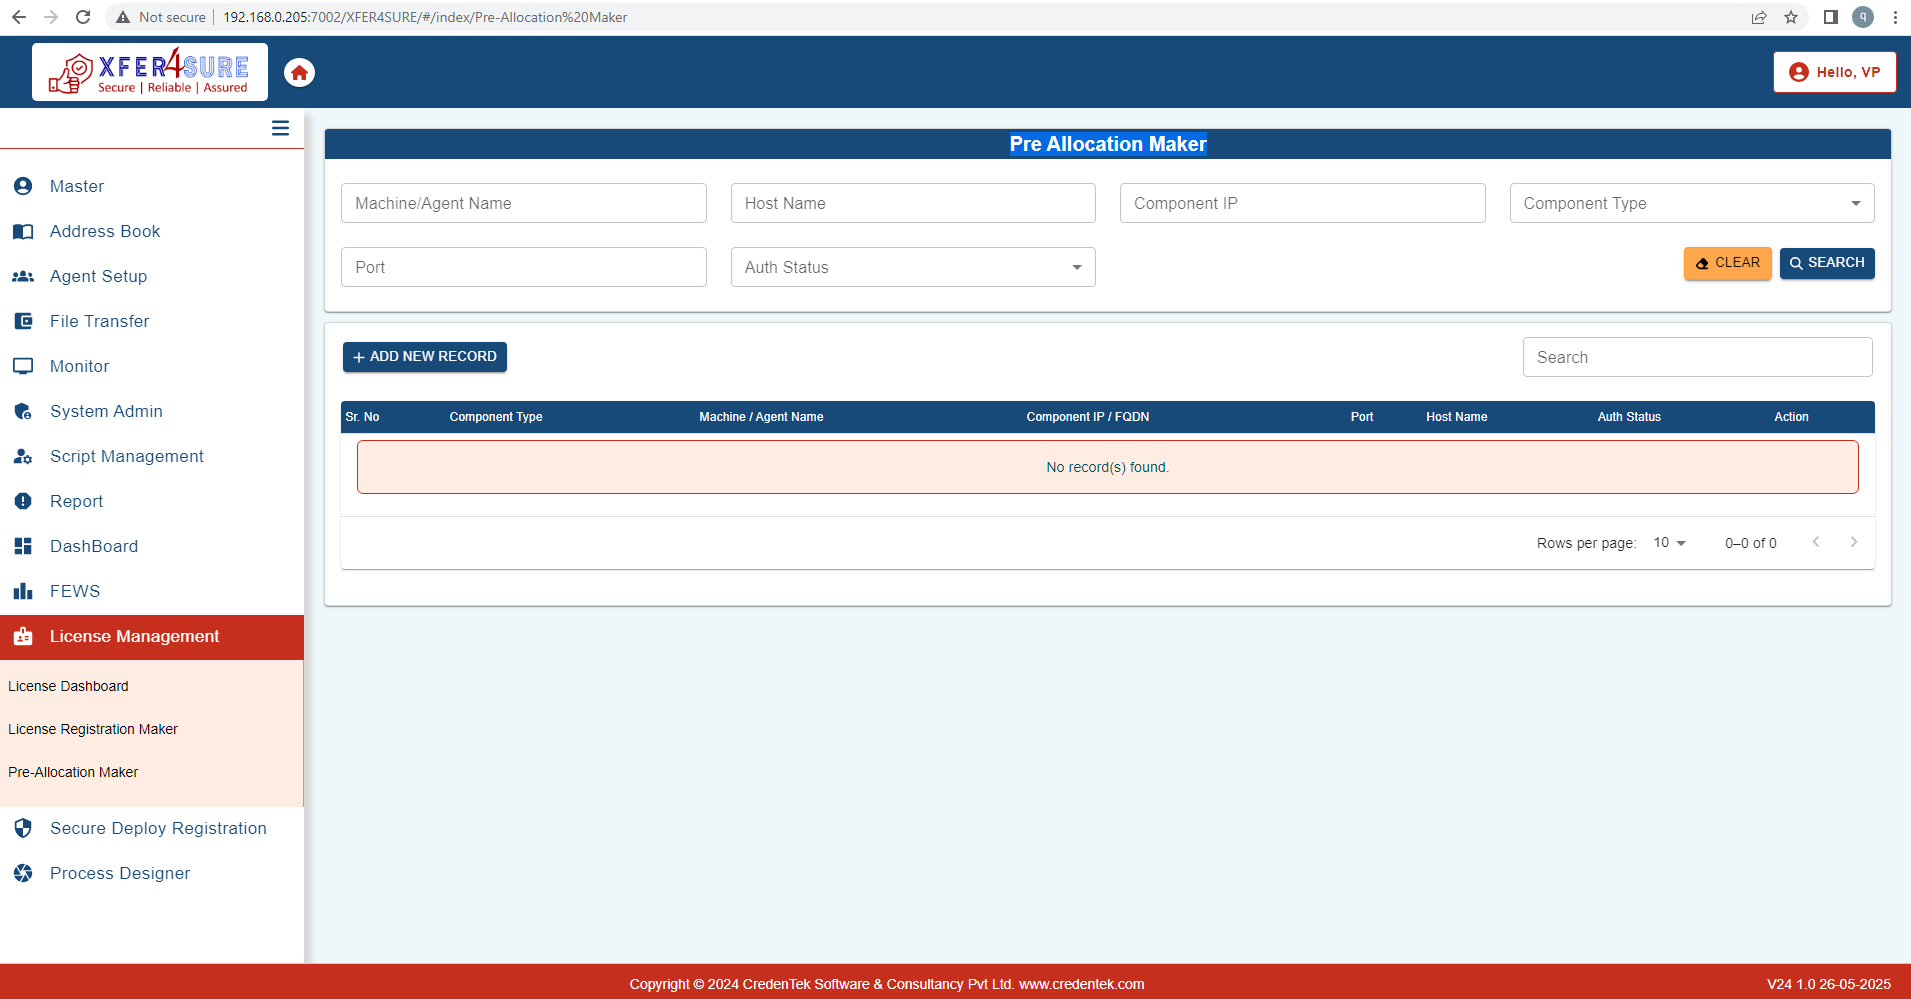 Not secure | 192.168.0.205:7002/XFER4SURE/#/index/Pre-Allocation%20Maker
q
XFER4SURE
Secure | Reliable | Assured
Hello, VP
Master
Address Book
Agent Setup
File Transfer
Monitor
System Admin
Script Management
Report
DashBoard
FEWS
License Management
License Dashboard
License Registration Maker
Pre-Allocation Maker
Secure Deploy Registration
Process Designer
Pre Allocation Maker
Machine/Agent Name Host Name Component IP Component Type
Port Auth Status CLEAR SEARCH
+ ADD NEW RECORD Search
Sr. No Component Type Machine / Agent Name Component IP / FQDN Port Host Name Auth Status Action
No record(s) found.
Rows per page: 10 0–0 of 0
Copyright © 2024 CredenTek Software & Consultancy Pvt Ltd. www.credentek.com
V24 1.0 26-05-2025